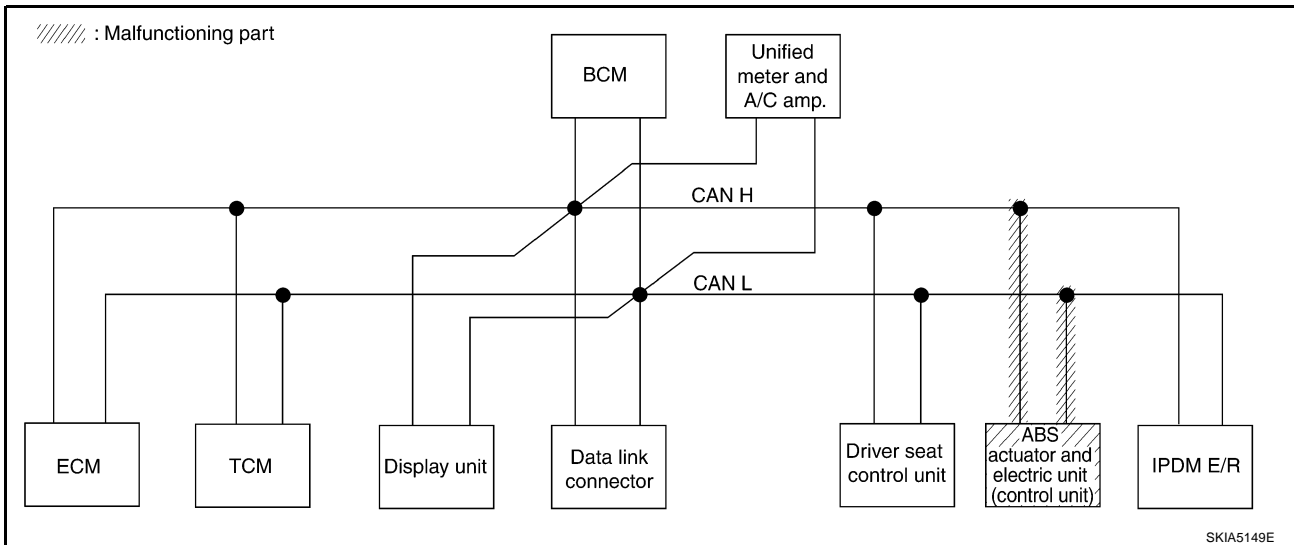 : Malfunctioning part
BCM
Unified
meter and
A/C amp.
CAN H
CAN L
ECM
TCM
Display unit
Data link
connector
Driver seat
control unit
ABS
actuator and
electric unit
(control unit)
IPDM E/R
SKIA5149E